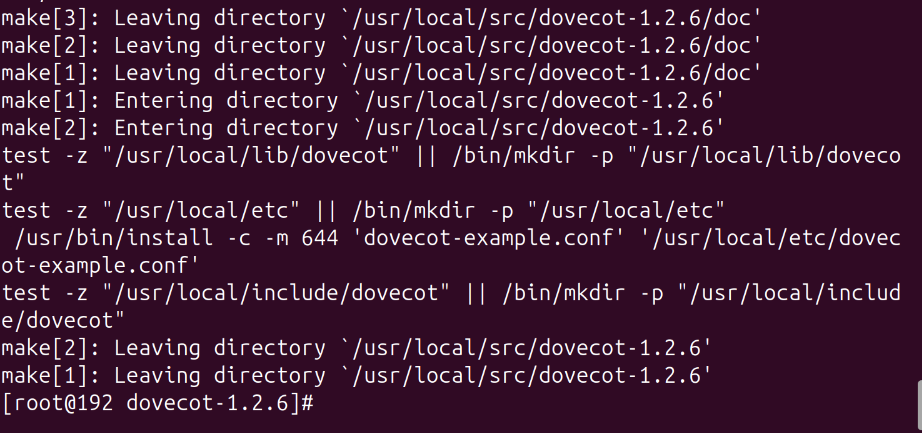 make[3]: Leaving directory `/usr/local/src/dovecot-1.2.6/doc'
make[2]: Leaving directory `/usr/local/src/dovecot-1.2.6/doc'
make[1]: Leaving directory `/usr/local/src/dovecot-1.2.6/doc'
make[1]: Entering directory `/usr/local/src/dovecot-1.2.6'
make[2]: Entering directory `/usr/local/src/dovecot-1.2.6'
test -z "/usr/local/lib/dovecot" || /bin/mkdir -p "/usr/local/lib/doveco
t"
test -z "/usr/local/etc" || /bin/mkdir -p "/usr/local/etc"
 /usr/bin/install -c -m 644 'dovecot-example.conf' '/usr/local/etc/dovec
ot-example.conf'
test -z "/usr/local/include/dovecot" || /bin/mkdir -p "/usr/local/includ
e/dovecot"
make[2]: Leaving directory `/usr/local/src/dovecot-1.2.6'
make[1]: Leaving directory `/usr/local/src/dovecot-1.2.6'
[root@192 dovecot-1.2.6]#